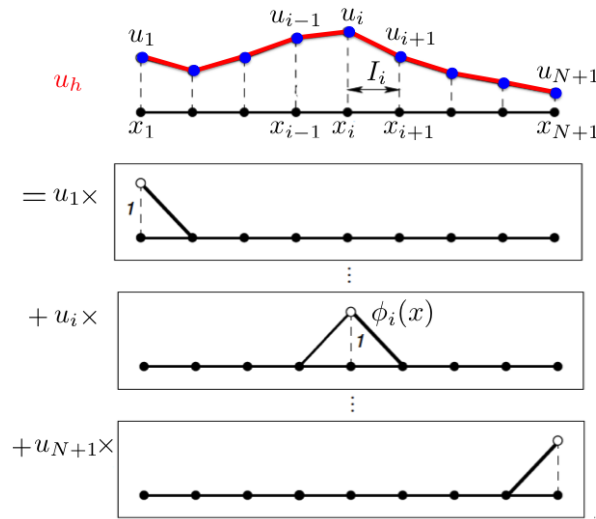 u_{i-1} u_i
u_1 u_{i+1}
u_h I_i u_{N+1}
x_1 x_{i-1} x_i x_{i+1} x_{N+1}
= u_1 ×
1
⋮
+ u_i × ϕ_i(x)
1
⋮
+ u_{N+1} ×
.